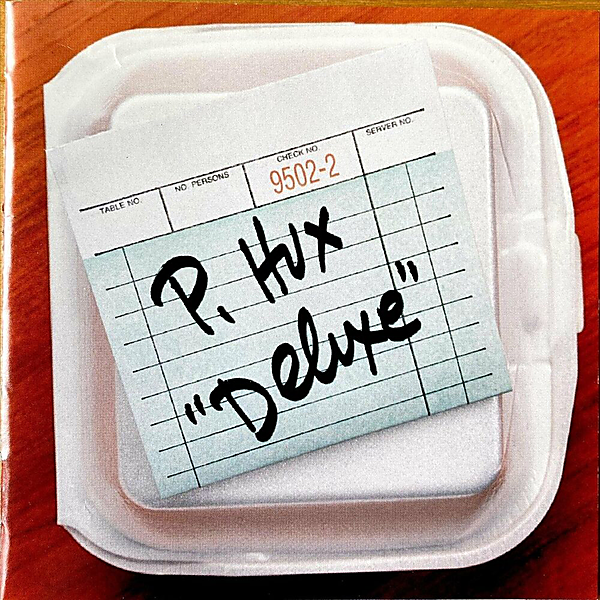 TABLE NO.
NO. PERSONS
CHECK NO.
SERVER NO.
9502-2
P. HUX
"Deluxe"